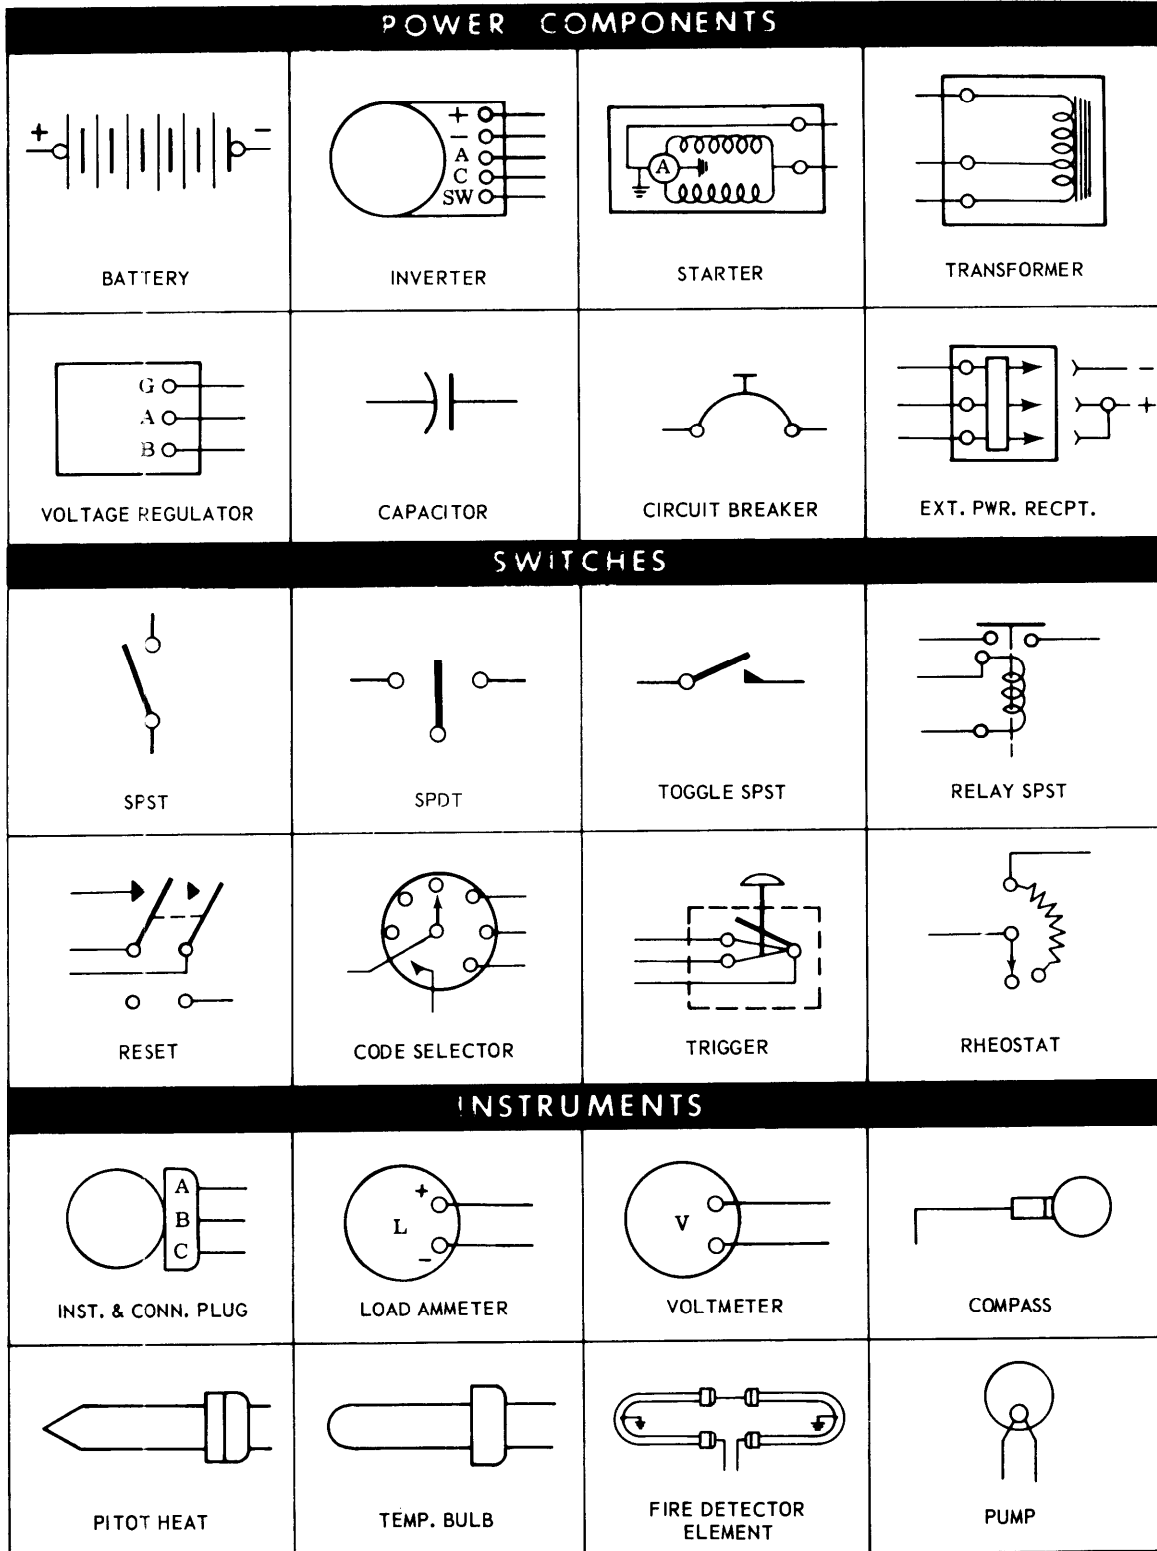 POWER COMPONENTS
+ −
BATTERY
+
−
A
C
SW
INVERTER
A
STARTER
TRANSFORMER
G
A
B
VOLTAGE REGULATOR
CAPACITOR
CIRCUIT BREAKER
−
+
EXT. PWR. RECPT.
SWITCHES
SPST
SPDT
TOGGLE SPST
RELAY SPST
RESET
CODE SELECTOR
TRIGGER
RHEOSTAT
INSTRUMENTS
A
B
C
INST. & CONN. PLUG
+
L
−
LOAD AMMETER
V
VOLTMETER
COMPASS
PITOT HEAT
TEMP. BULB
FIRE DETECTOR
ELEMENT
PUMP